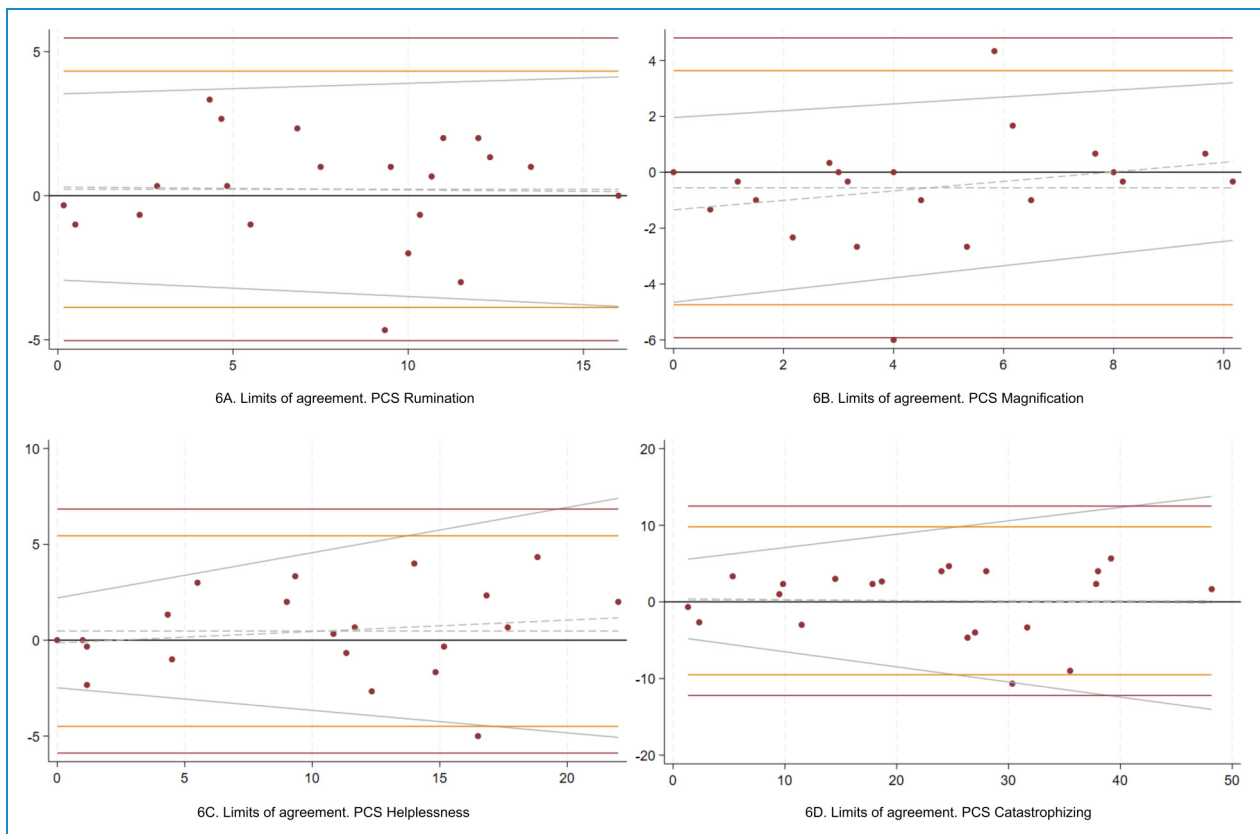 5
0
-5
0 5 10 15
6A. Limits of agreement. PCS Rumination
4
2
0
-2
-4
-6
0 2 4 6 8 10
6B. Limits of agreement. PCS Magnification
10
5
0
-5
0 5 10 15 20
6C. Limits of agreement. PCS Helplessness
20
10
0
-10
-20
0 10 20 30 40 50
6D. Limits of agreement. PCS Catastrophizing